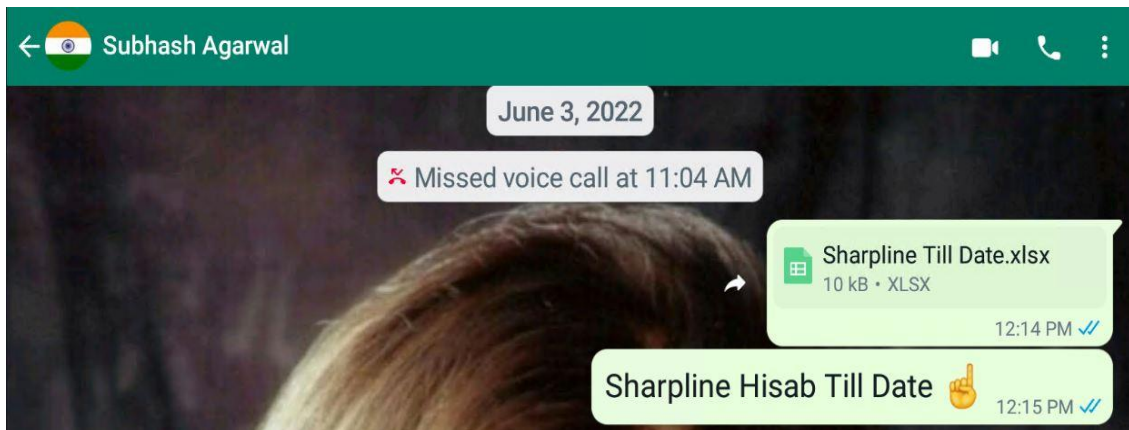 Subhash Agarwal
June 3, 2022
Missed voice call at 11:04 AM
Sharpline Till Date.xlsx
10 kB • XLSX
12:14 PM
Sharpline Hisab Till Date ☝
12:15 PM